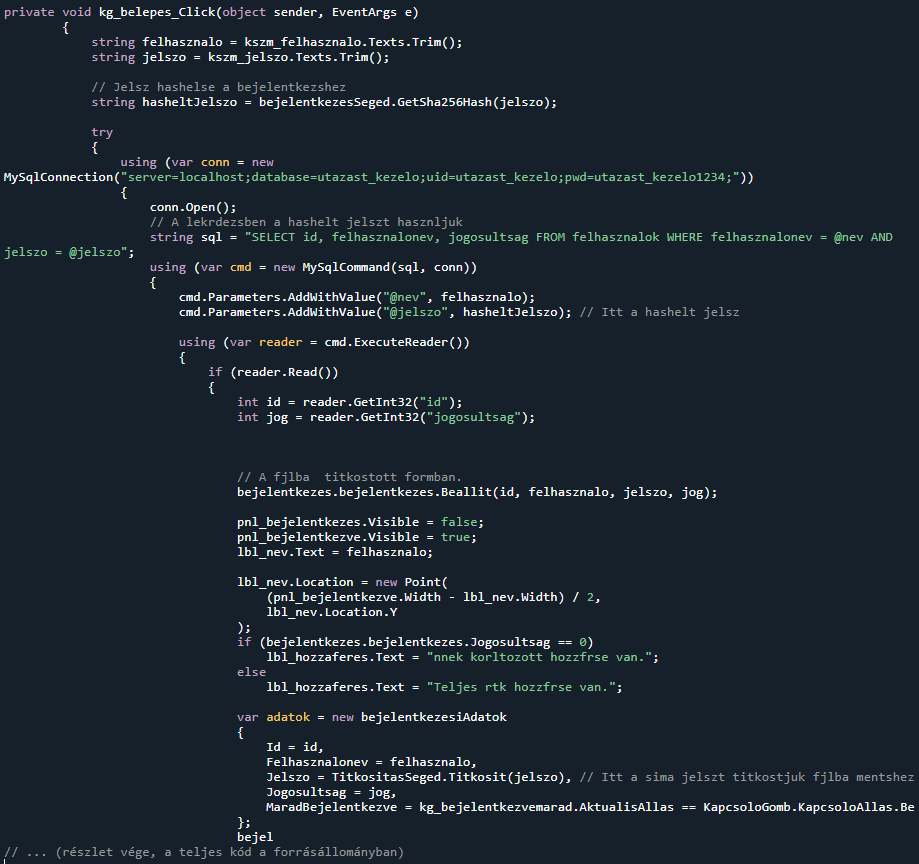 private void kg_belepes_Click(object sender, EventArgs e)
{
string felhasznalo = kszm_felhasznalo.Texts.Trim();
string jelszo = kszm_jelszo.Texts.Trim();
// Jelsz hashelse a bejelentkezshez
string hasheltJelszo = bejelentkezesSeged.GetSha256Hash(jelszo);
try
{
using (var conn = new
MySqlConnection("server=localhost;database=utazast_kezelo;uid=utazast_kezelo;pwd=utazast_kezelo1234;"))
{
conn.Open();
// A lekrdezsben a hashelt jelszt hasznljuk
string sql = "SELECT id, felhasznalonev, jogosultsag FROM felhasznalok WHERE felhasznalonev = @nev AND
jelszo = @jelszo";
using (var cmd = new MySqlCommand(sql, conn))
{
cmd.Parameters.AddWithValue("@nev", felhasznalo);
cmd.Parameters.AddWithValue("@jelszo", hasheltJelszo); // Itt a hashelt jelsz
using (var reader = cmd.ExecuteReader())
{
if (reader.Read())
{
int id = reader.GetInt32("id");
int jog = reader.GetInt32("jogosultsag");
// A fjlba  titkostott formban.
bejelentkezes.bejelentkezes.Beallit(id, felhasznalo, jelszo, jog);
pnl_bejelentkezes.Visible = false;
pnl_bejelentkezve.Visible = true;
lbl_nev.Text = felhasznalo;
lbl_nev.Location = new Point(
(pnl_bejelentkezve.Width - lbl_nev.Width) / 2,
lbl_nev.Location.Y
);
if (bejelentkezes.bejelentkezes.Jogosultsag == 0)
lbl_hozzaferes.Text = "nnek korltozott hozzfrse van.";
else
lbl_hozzaferes.Text = "Teljes rtk hozzfrse van.";
var adatok = new bejelentkezesiAdatok
{
Id = id,
Felhasznalonev = felhasznalo,
Jelszo = TitkositasSeged.Titkosit(jelszo), // Itt a sima jelszt titkostjuk fjlba mentshez
Jogosultsag = jog,
MaradBejelentkezve = kg_bejelentkezvemarad.AktualisAllas == KapcsoloGomb.KapcsoloAllas.Be
};
bejel
// ... (részlet vége, a teljes kód a forrásállományban)